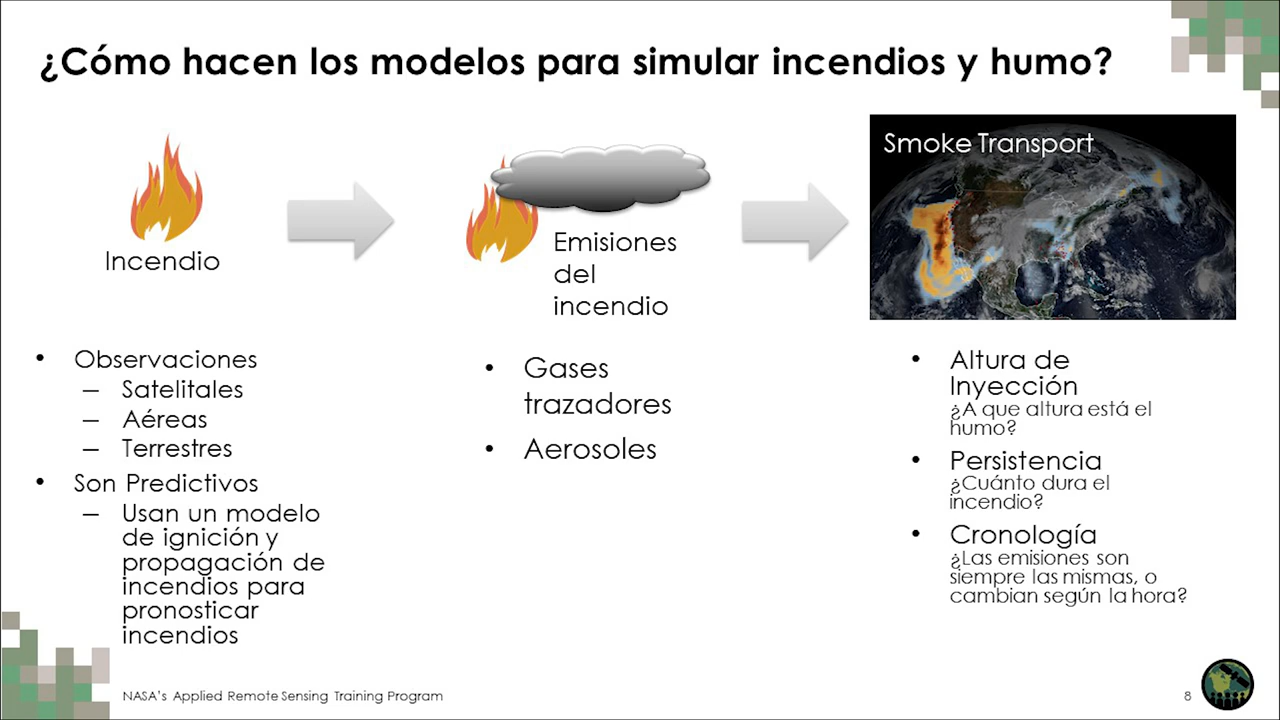 ¿Cómo hacen los modelos para simular incendios y humo?
Incendio
Emisiones
del
incendio
Smoke Transport
• Observaciones
– Satelitales
– Aéreas
– Terrestres
• Son Predictivos
– Usan un modelo
de ignición y
propagación de
incendios para
pronosticar
incendios
• Gases
trazadores
• Aerosoles
• Altura de
Inyección
¿A que altura está el
humo?
• Persistencia
¿Cuánto dura el
incendio?
• Cronología
¿Las emisiones son
siempre las mismas, o
cambian según la hora?
NASA's Applied Remote Sensing Training Program
8